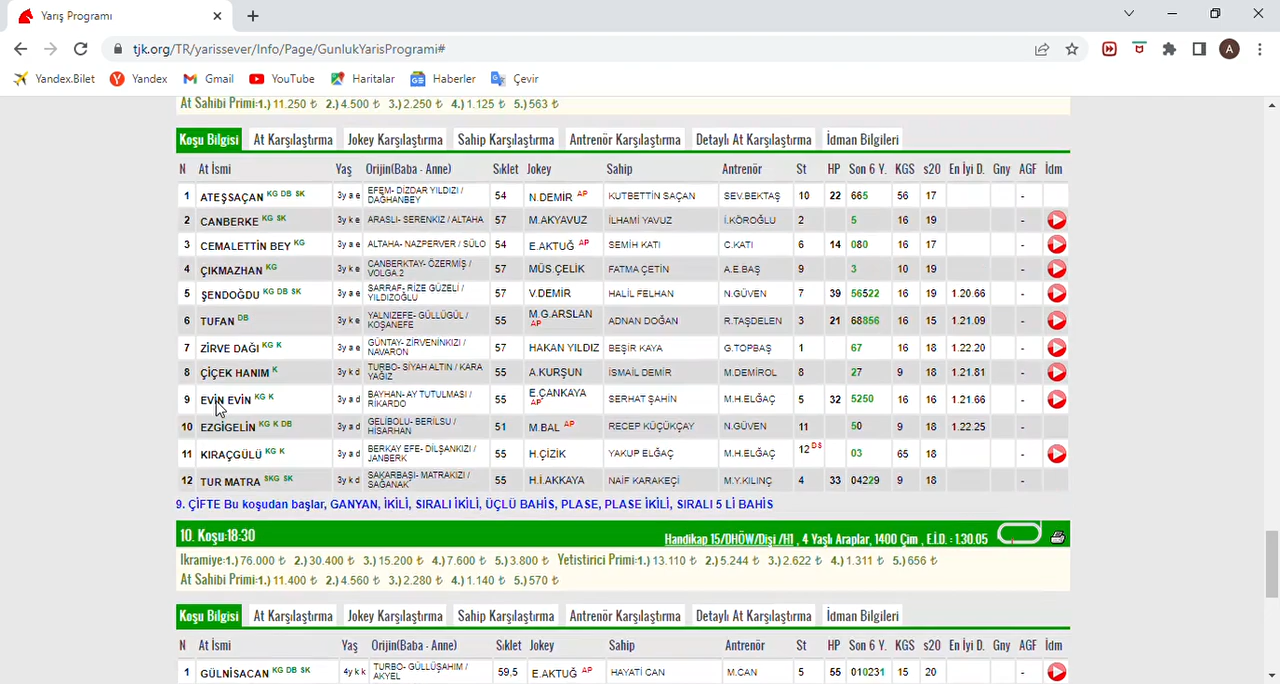 Yarış Programı
tjk.org/TR/yarissever/Info/Page/GunlukYarisProgrami#
A
Yandex.Bilet Yandex Gmail YouTube Haritalar Haberler Çevir
At Sahibi Primi:1.) 11.250 ₺ 2.) 4.500 ₺ 3.) 2.250 ₺ 4.) 1.125 ₺ 5.) 563 ₺
Koşu Bilgisi At Karşılaştırma Jokey Karşılaştırma Sahip Karşılaştırma Antrenör Karşılaştırma Detaylı At Karşılaştırma İdman Bilgileri
N At İsmi Yaş Orijin(Baba - Anne) Sıklet Jokey Sahip Antrenör St HP Son 6 Y. KGS s20 En İyi D. Gny AGF İdm
1 ATEŞSAÇAN KG DB SK 3y a e EFEM- DİZDAR YILDIZI / DAĞHANBEY 54 N.DEMİR AP KUTBETTİN SAÇAN SEV.BEKTAŞ 10 22 665 56 17 -
2 CANBERKE KG SK 3y k e ARASLI- SERENKIZ / ALTAHA 57 M.AKYAVUZ İLHAMİ YAVUZ İ.KÖROĞLU 2 5 16 19 -
3 CEMALETTİN BEY KG 3y a e ALTAHA- NAZPERVER / SÜLO 54 E.AKTUĞ AP SEMİH KATI C.KATI 6 14 080 16 17 -
4 ÇIKMAZHAN KG 3y k e CANBERKTAY- ÖZERMİŞ / VOLGA.2 57 MÜS.ÇELİK FATMA ÇETİN A.E.BAŞ 9 3 10 19 -
5 ŞENDOĞDU KG DB SK 3y a e SARRAF- RİZE GÜZELİ / YILDIZOĞLU 57 V.DEMİR HALİL FELHAN N.GÜVEN 7 39 56522 16 19 1.20.66 -
6 TUFAN DB 3y k e YALNIZEFE- GÜLLÜGÜL / KOŞANEFE 55 M.G.ARSLAN AP ADNAN DOĞAN R.TAŞDELEN 3 21 68856 16 15 1.21.09 -
7 ZİRVE DAĞI KG K 3y a e GÜNTAY- ZİRVENİNKIZI / NAVARON 57 HAKAN YILDIZ BEŞİR KAYA G.TOPBAŞ 1 67 16 18 1.22.20 -
8 ÇİÇEK HANIM K 3y k d TURBO- SİYAH ALTIN / KARA YAĞIZ 55 A.KURŞUN İSMAİL DEMİR M.DEMİROL 8 27 9 18 1.21.81 -
9 EVİN EVİN KG K 3y a d BAYHAN- AY TUTULMASI / RİKARDO 55 E.ÇANKAYA AP SERHAT ŞAHİN M.H.ELĞAÇ 5 32 5250 16 16 1.21.66 -
10 EZGİGELİN KG K DB 3y a d GELİBOLU- BERİLSU / HİSARHAN 51 M.BAL AP RECEP KÜÇÜKÇAY N.GÜVEN 11 50 9 18 1.22.25 -
11 KIRAÇGÜLÜ KG K 3y a d BERKAY EFE- DİLŞANKIZI / JANBERK 55 H.ÇİZİK YAKUP ELĞAÇ M.H.ELĞAÇ 12 DS 03 65 18 -
12 TUR MATRA SKG SK 3y a d SAKARBAŞI- MATRAKIZI / SAĞANAK 55 H.İ.AKKAYA NAİF KARAKEÇİ M.Y.KILINÇ 4 33 04229 9 18 -
9. ÇİFTE Bu koşudan başlar, GANYAN, İKİLİ, SIRALI İKİLİ, ÜÇLÜ BAHİS, PLASE, PLASE İKİLİ, SIRALI 5 Lİ BAHİS
10. Koşu:18:30 Handikap 15/DHÖW/Dişi /H1 , 4 Yaşlı Araplar, 1400 Çim , E.İ.D. : 1.30.05
İkramiye:1.) 76.000 ₺ 2.) 30.400 ₺ 3.) 15.200 ₺ 4.) 7.600 ₺ 5.) 3.800 ₺ Yetistirici Primi:1.) 13.110 ₺ 2.) 5.244 ₺ 3.) 2.622 ₺ 4.) 1.311 ₺ 5.) 656 ₺
At Sahibi Primi:1.) 11.400 ₺ 2.) 4.560 ₺ 3.) 2.280 ₺ 4.) 1.140 ₺ 5.) 570 ₺
Koşu Bilgisi At Karşılaştırma Jokey Karşılaştırma Sahip Karşılaştırma Antrenör Karşılaştırma Detaylı At Karşılaştırma İdman Bilgileri
N At İsmi Yaş Orijin(Baba - Anne) Sıklet Jokey Sahip Antrenör St HP Son 6 Y. KGS s20 En İyi D. Gny AGF İdm
1 GÜLNİSACAN KG DB SK 4y k k TURBO- GÜLLÜŞAHIM / AKYEL 59,5 E.AKTUĞ AP HAYATİ CAN M.CAN 5 55 010231 15 20 -